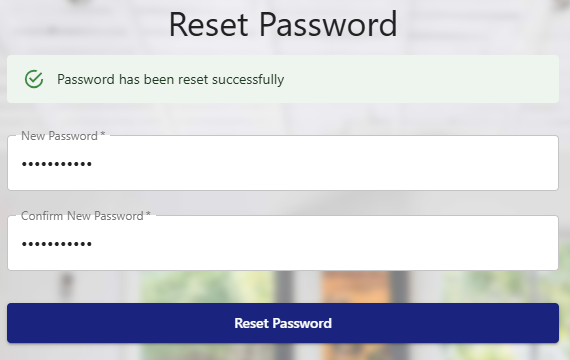 Reset Password
Password has been reset successfully
New Password *
•••••••••••
Confirm New Password *
•••••••••••
Reset Password